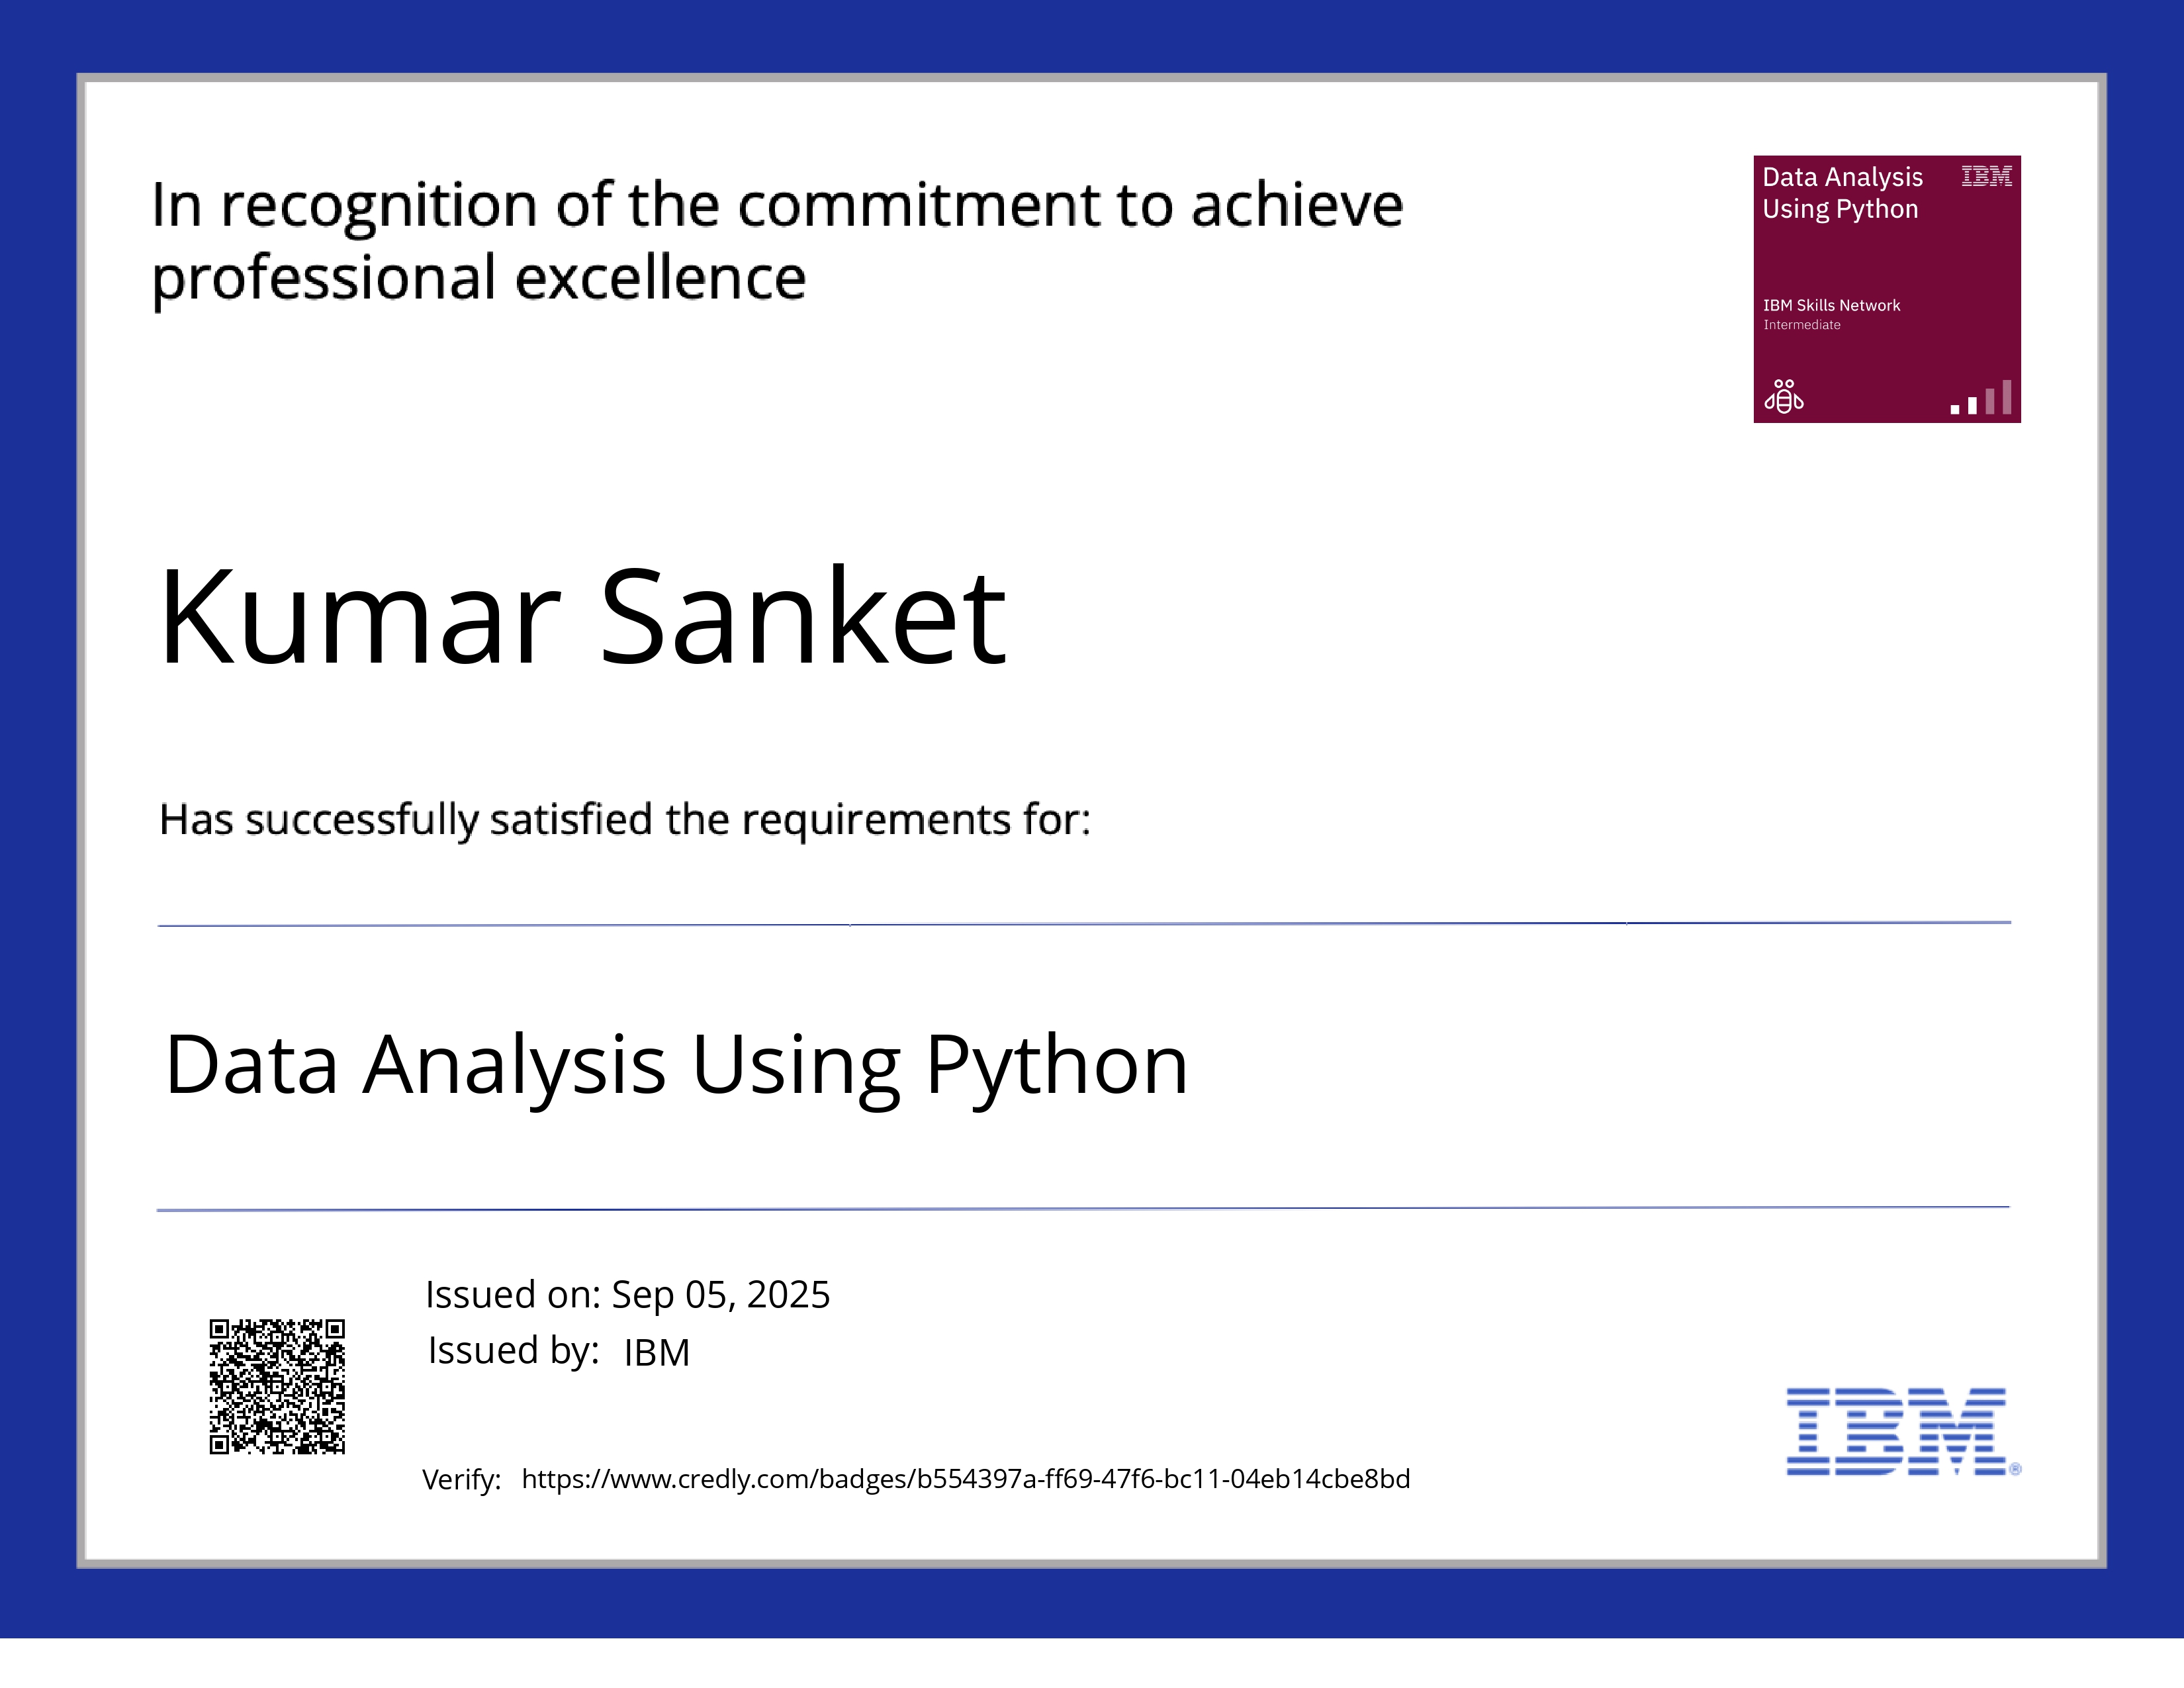 In recognition of the commitment to achieve
professional excellence
Data Analysis
Using Python
IBM
IBM Skills Network
Intermediate
Kumar Sanket
Has successfully satisfied the requirements for:
Data Analysis Using Python
Issued on: Sep 05, 2025
Issued by: IBM
Verify: https://www.credly.com/badges/b554397a-ff69-47f6-bc11-04eb14cbe8bd
IBM®